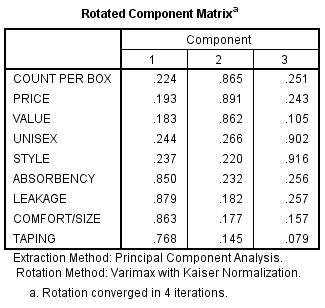 Rotated Component Matrixa
Component
1 2 3
COUNT PER BOX .224 .865 .251
PRICE .193 .891 .243
VALUE .183 .862 .105
UNISEX .244 .266 .902
STYLE .237 .220 .916
ABSORBENCY .850 .232 .256
LEAKAGE .879 .182 .257
COMFORT/SIZE .863 .177 .157
TAPING .768 .145 .079
Extraction Method: Principal Component Analysis.
Rotation Method: Varimax with Kaiser Normalization.
a. Rotation converged in 4 iterations.